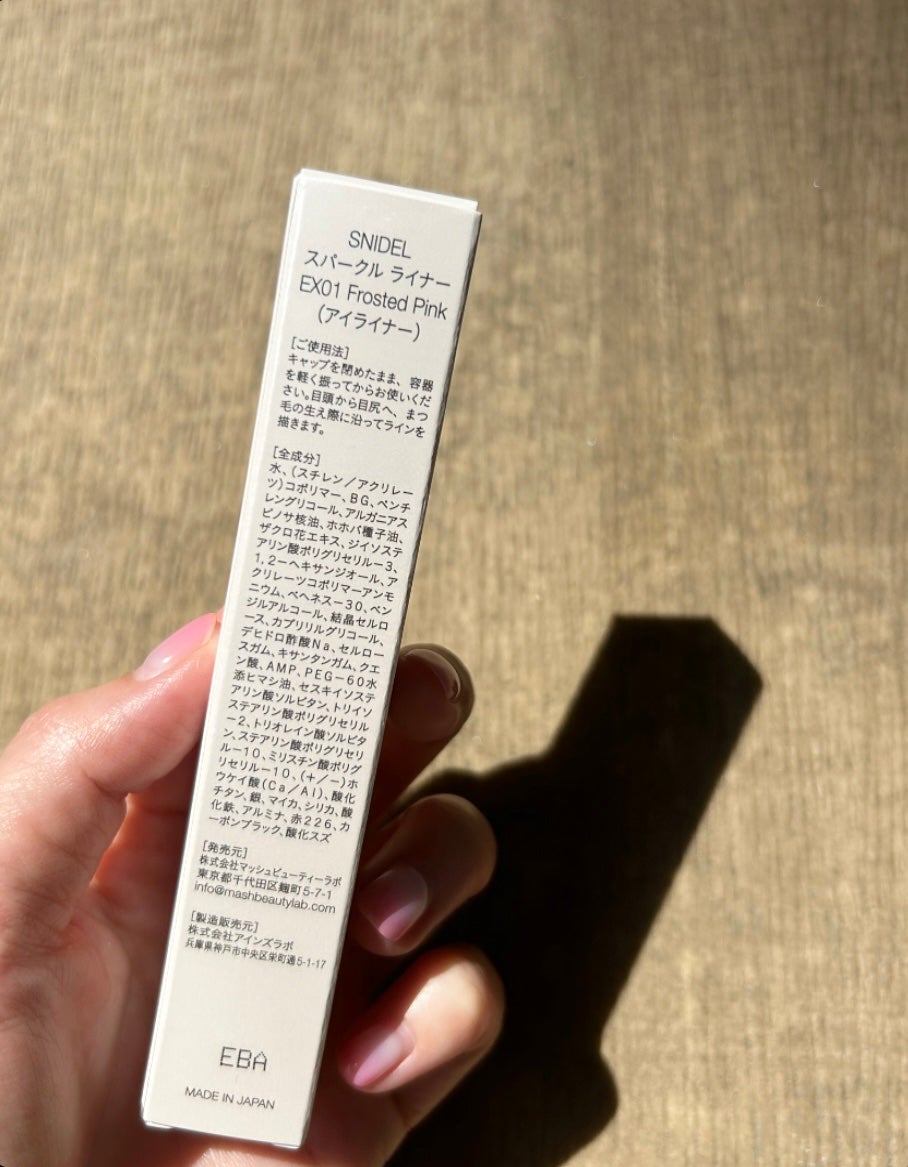 SNIDEL
スパークル ライナー
EX01 Frosted Pink
(アイライナー)
[ご使用法]
キャップを閉めたまま、容器
を軽く振ってからお使いくだ
さい。目頭から目尻へ、まつ
毛の生え際に沿ってラインを
描きます。
[全成分]
水、(スチレン/アクリレー
ツ)コポリマー、BG、ペンチ
レングリコール、アルガニアス
ピノサ核油、ホホバ種子油、
ザクロ花エキス、ジイソステ
アリン酸ポリグリセリル-3、
1,2-ヘキサンジオール、ア
クリレーツコポリマーアンモ
ニウム、ベヘネス-30、ベン
ジルアルコール、結晶セルロ
ース、カプリリルグリコール、
デヒドロ酢酸Na、セルロー
スガム、キサンタンガム、クエ
ン酸、AMP、PEG-60水
添ヒマシ油、セスキイソステ
アリン酸ソルビタン、トリイソ
ステアリン酸ポリグリセリル
-2、トリオレイン酸ソルビタ
ン、ステアリン酸ポリグリセリ
ル-10、ミリスチン酸ポリグ
リセリル-10、(+/-)ホ
ウケイ酸(Ca/Al)、酸化
チタン、銀、マイカ、シリカ、酸
化鉄、アルミナ、赤226、カ
ーボンブラック、酸化スズ
[発売元]
株式会社マッシュビューティーラボ
東京都千代田区麹町5-7-1
info@mashbeautylab.com
[製造販売元]
株式会社アインズラボ
兵庫県神戸市中央区栄町通5-1-17
EBA
MADE IN JAPAN